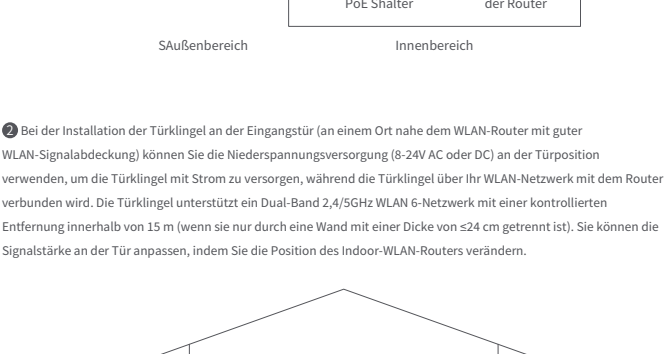 PoE Shalter der Router
SAußenbereich Innenbereich
2 Bei der Installation der Türklingel an der Eingangstür (an einem Ort nahe dem WLAN-Router mit guter
WLAN-Signalabdeckung) können Sie die Niederspannungsversorgung (8-24V AC oder DC) an der Türposition
verwenden, um die Türklingel mit Strom zu versorgen, während die Türklingel über Ihr WLAN-Netzwerk mit dem Router
verbunden wird. Die Türklingel unterstützt ein Dual-Band 2,4/5GHz WLAN 6-Netzwerk mit einer kontrollierten
Entfernung innerhalb von 15 m (wenn sie nur durch eine Wand mit einer Dicke von ≤24 cm getrennt ist). Sie können die
Signalstärke an der Tür anpassen, indem Sie die Position des Indoor-WLAN-Routers verändern.